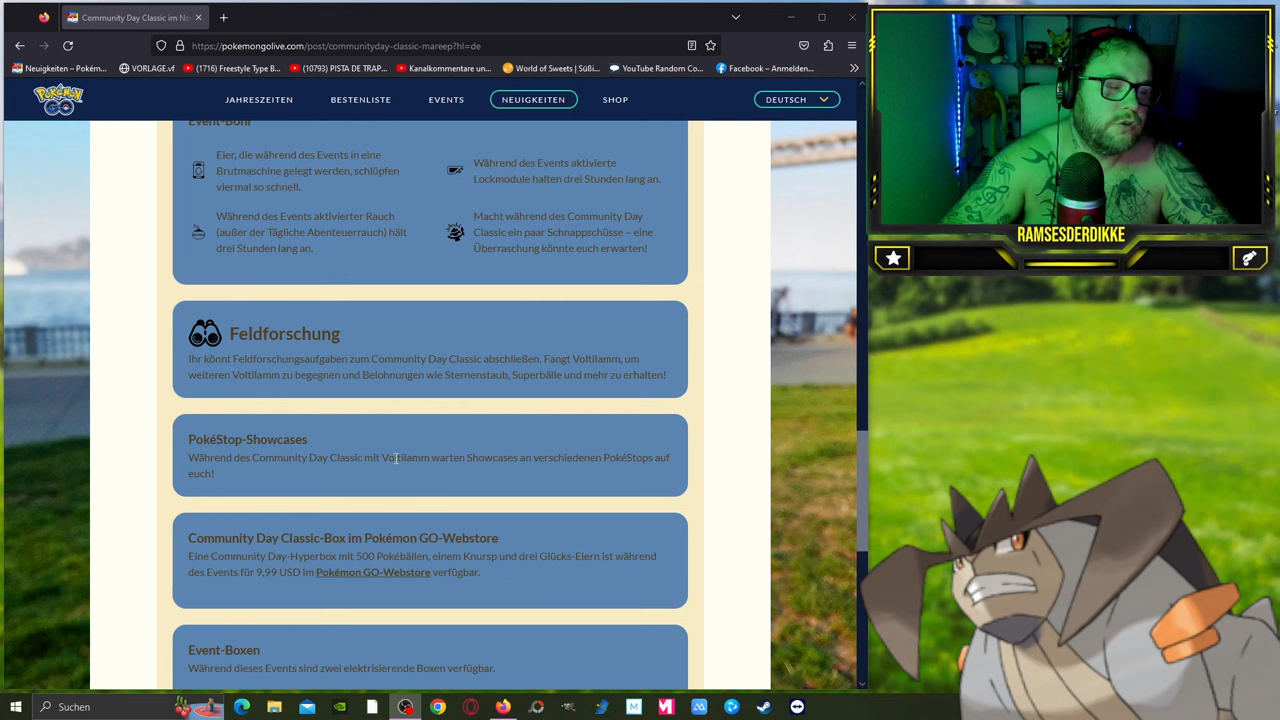 Community Day Classic im No
https://pokemongolive.com/post/communityday-classic-mareep?hl=de
Neuigkeiten – Pokém...
VORLAGE.vf
(1716) Freestyle Type B...
(10793) PISTA DE TRAP...
Kanalkommentare un...
World of Sweets | Süßi...
YouTube Random Co...
Facebook – Anmelden...
Pokémon GO
JAHRESZEITEN
BESTENLISTE
EVENTS
NEUIGKEITEN
SHOP
DEUTSCH
Event-Boni
Eier, die während des Events in eine
Brutmaschine gelegt werden, schlüpfen
viermal so schnell.
Während des Events aktivierte
Lockmodule halten drei Stunden lang an.
Während des Events aktivierter Rauch
(außer der Tägliche Abenteuerrauch) hält
drei Stunden lang an.
Macht während des Community Day
Classic ein paar Schnappschüsse – eine
Überraschung könnte euch erwarten!
Feldforschung
Ihr könnt Feldforschungsaufgaben zum Community Day Classic abschließen. Fangt Voltilamm, um
weiteren Voltilamm zu begegnen und Belohnungen wie Sternenstaub, Superbälle und mehr zu erhalten!
PokéStop-Showcases
Während des Community Day Classic mit Voltilamm warten Showcases an verschiedenen PokéStops auf
euch!
Community Day Classic-Box im Pokémon GO-Webstore
Eine Community Day-Hyperbox mit 500 Pokébällen, einem Knursp und drei Glücks-Eiern ist während
des Events für 9,99 USD im Pokémon GO-Webstore verfügbar.
Event-Boxen
Während dieses Events sind zwei elektrisierende Boxen verfügbar.
RAMSESDERDIKKE
Suchen